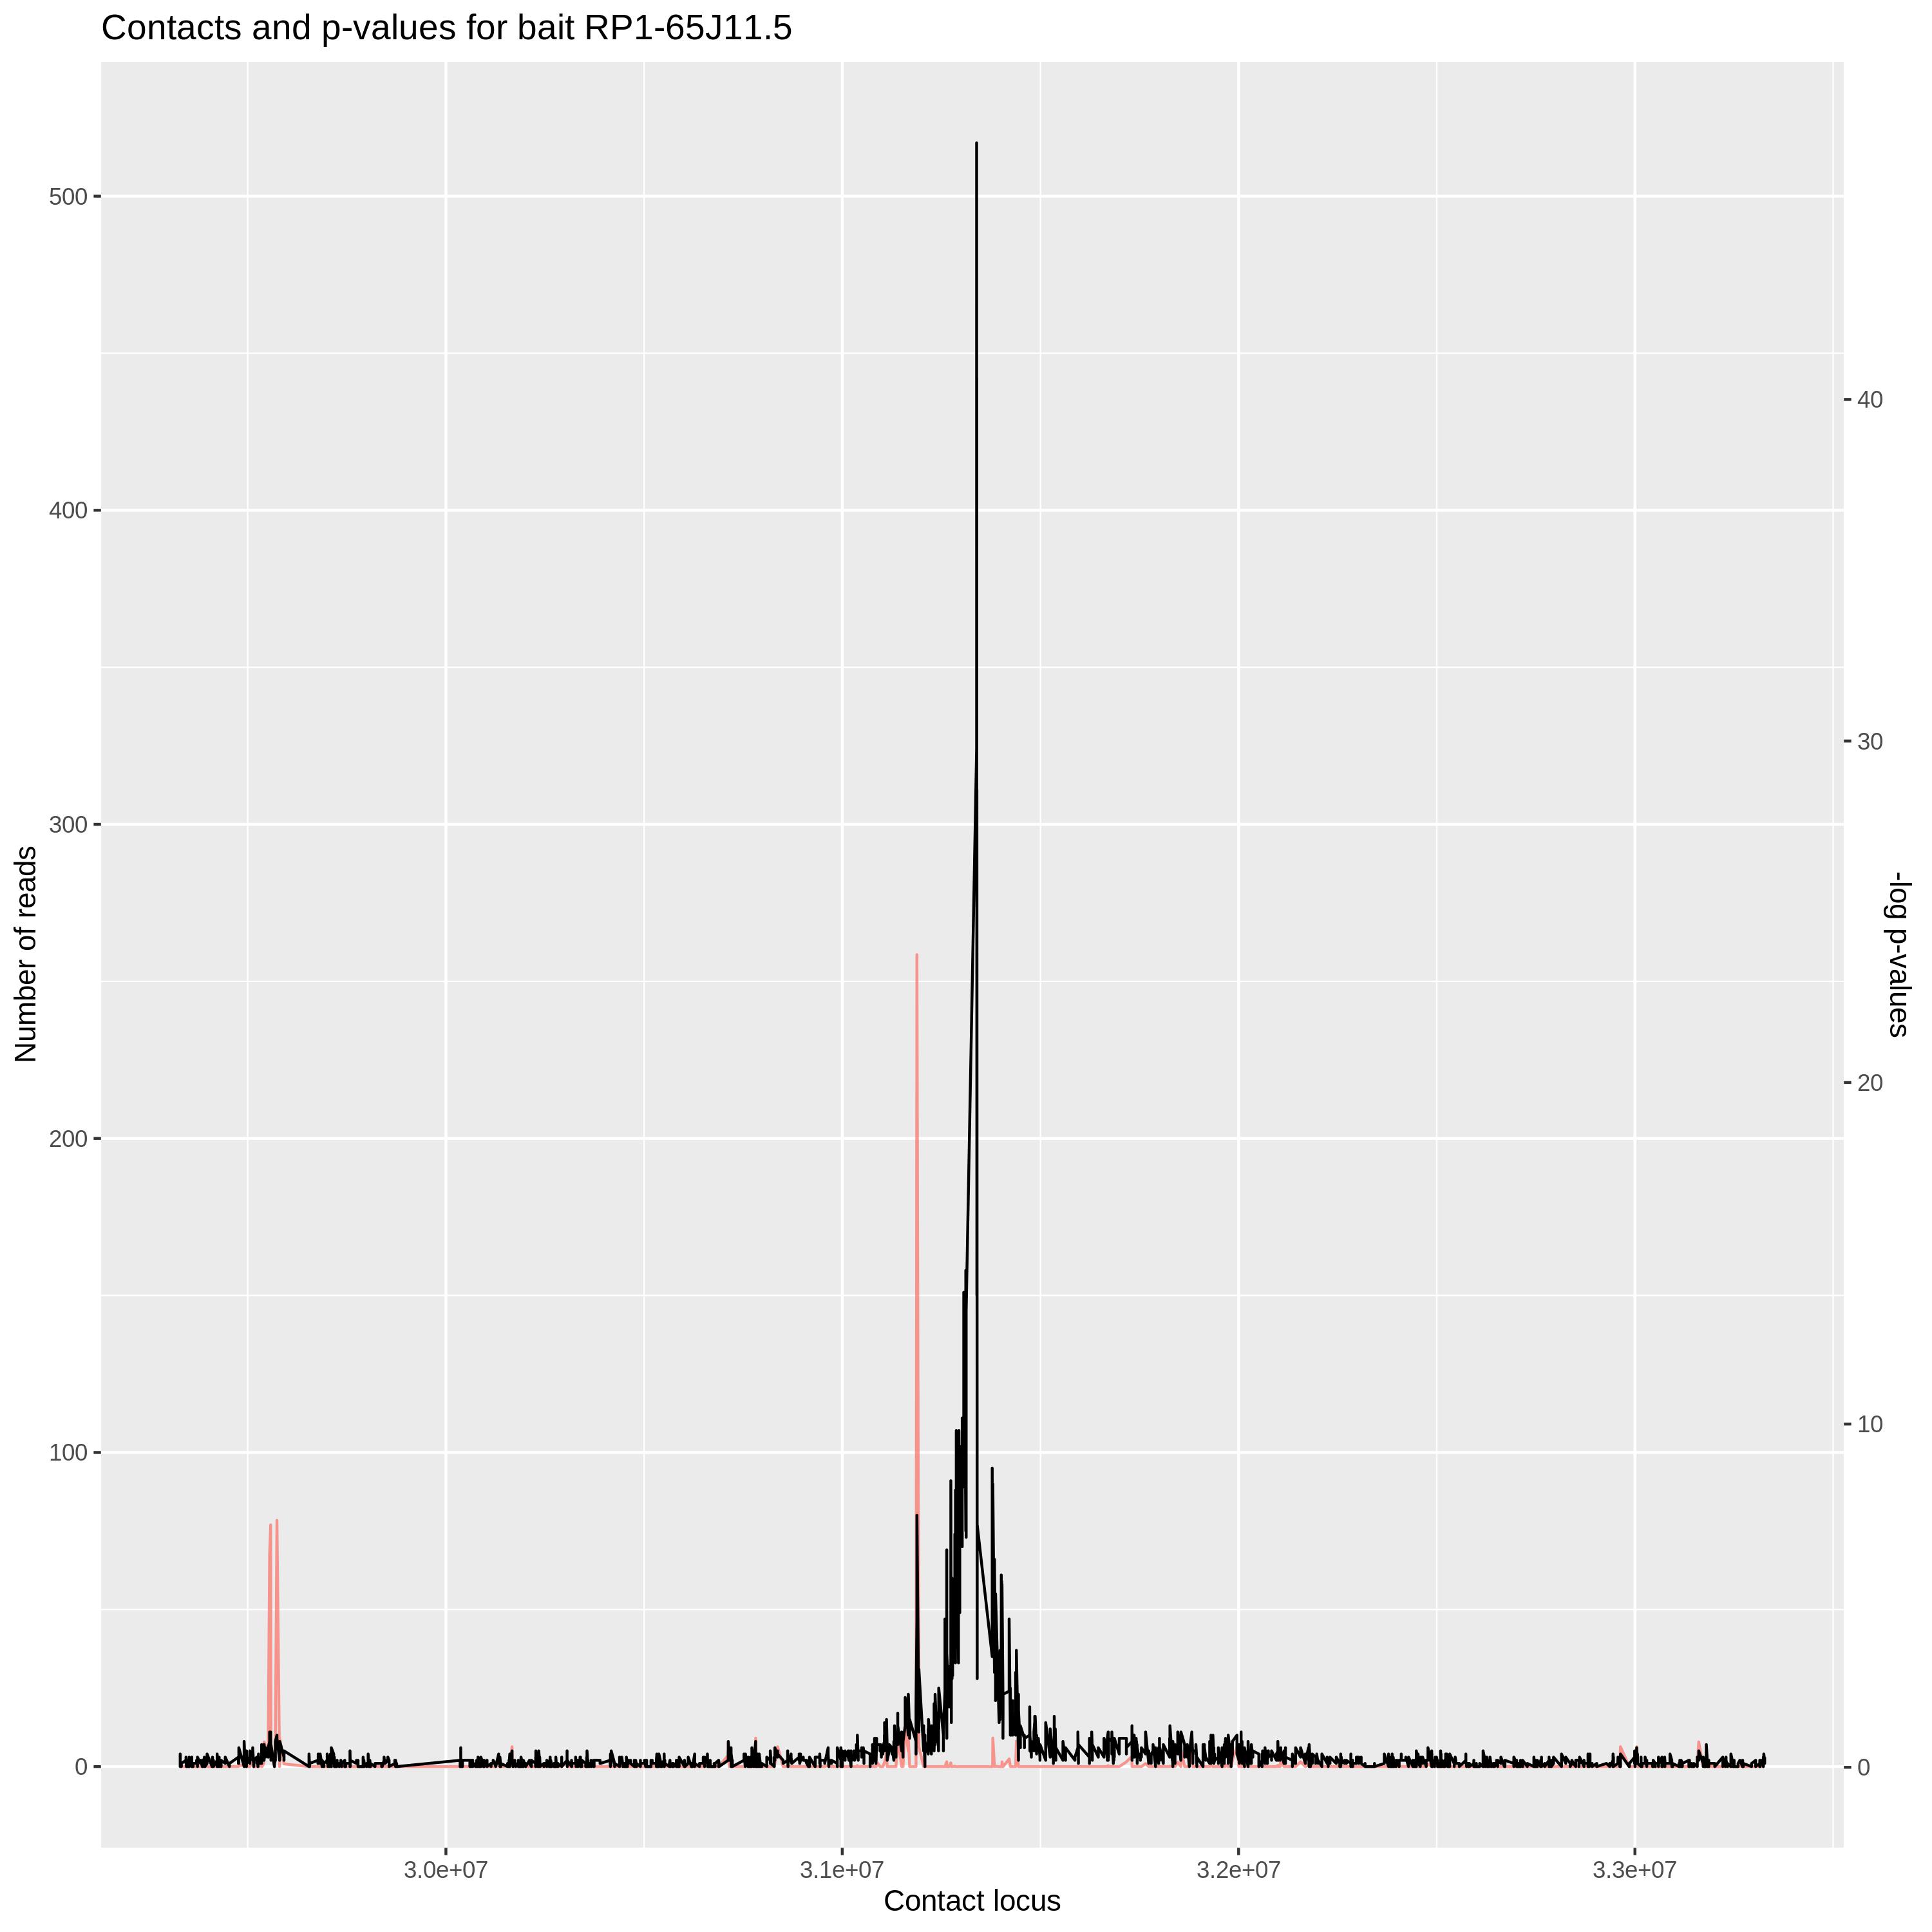 Contacts and p-values for bait RP1-65J11.5
500
400
300
200
100
0
Number of reads
40
30
20
10
0
-log p-values
3.0e+07
3.1e+07
3.2e+07
3.3e+07
Contact locus